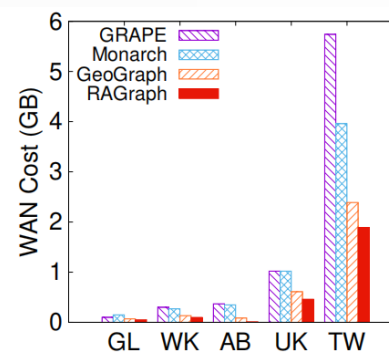 6
5
4
3
2
1
0
WAN Cost (GB)
GRAPE
Monarch
GeoGraph
RAGraph
GL WK AB UK TW